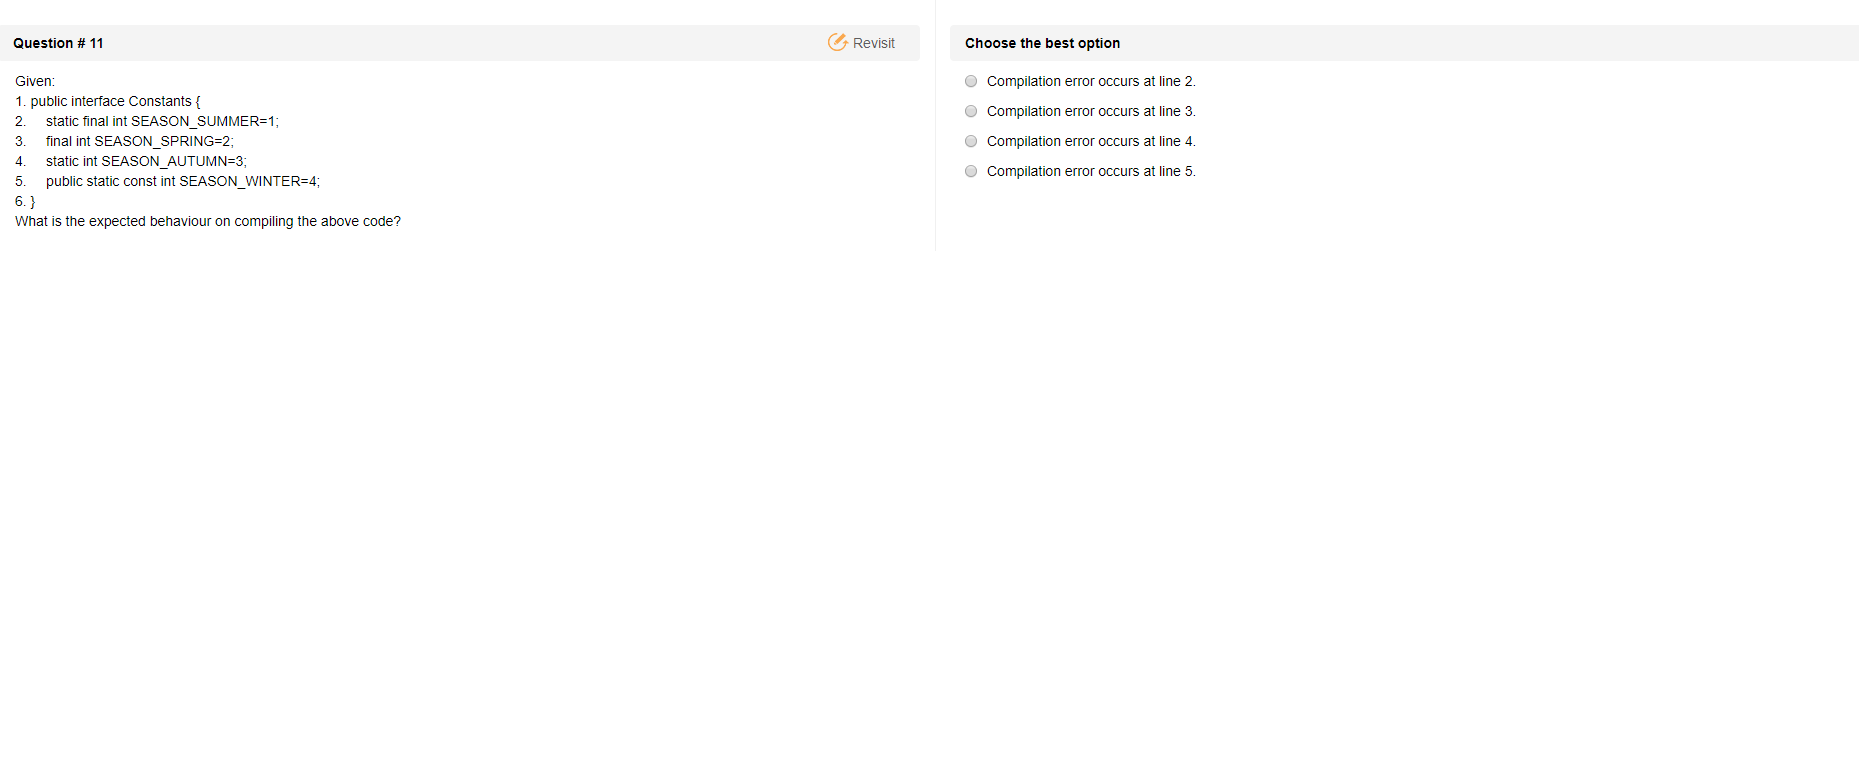 Question # 11
Revisit
Given:
1. public interface Constants {
2. static final int SEASON_SUMMER=1;
3. final int SEASON_SPRING=2;
4. static int SEASON_AUTUMN=3;
5. public static const int SEASON_WINTER=4;
6. }
What is the expected behaviour on compiling the above code?
Choose the best option
Compilation error occurs at line 2.
Compilation error occurs at line 3.
Compilation error occurs at line 4.
Compilation error occurs at line 5.